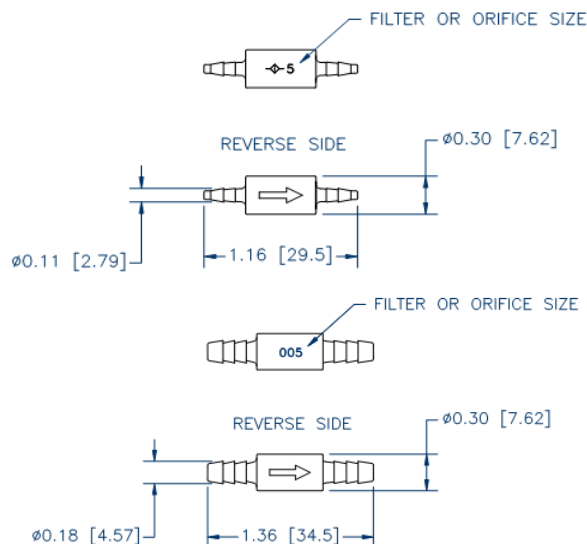 FILTER OR ORIFICE SIZE
5
REVERSE SIDE
ø0.30 [7.62]
ø0.11 [2.79]
1.16 [29.5]
FILTER OR ORIFICE SIZE
005
REVERSE SIDE
ø0.30 [7.62]
ø0.18 [4.57]
1.36 [34.5]